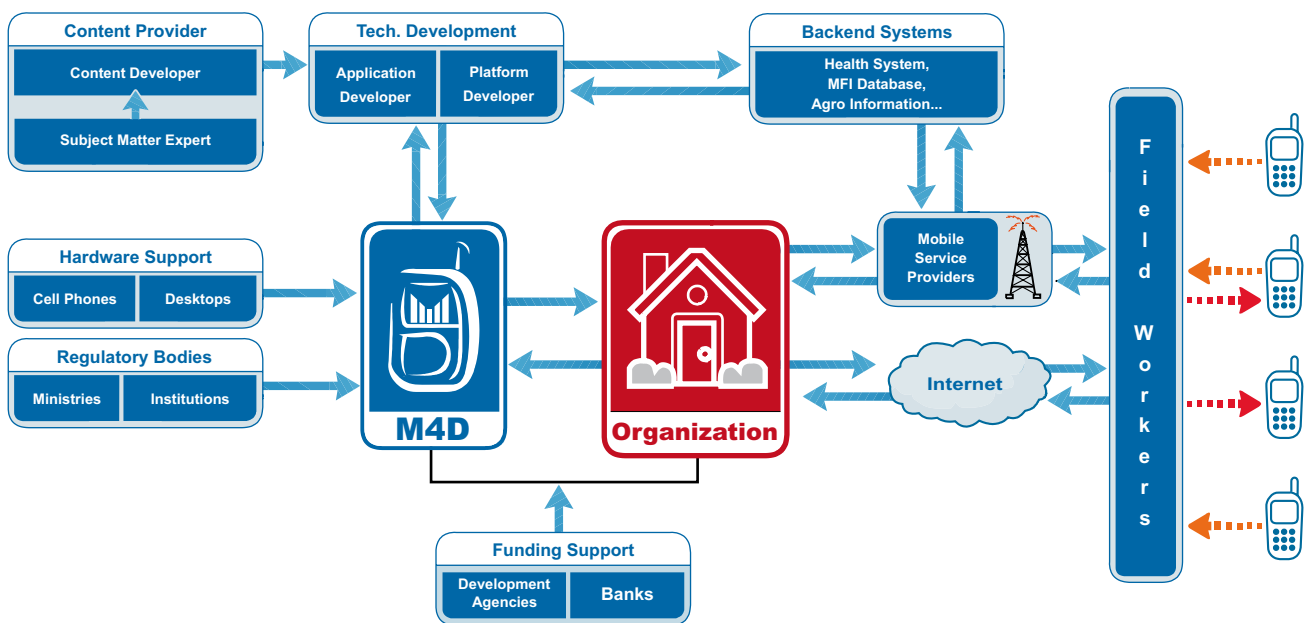 Content Provider
Content Developer
Subject Matter Expert
Tech. Development
Application
Developer
Platform
Developer
Backend Systems
Health System,
MFI Database,
Agro Information...
Hardware Support
Cell Phones
Desktops
Regulatory Bodies
Ministries
Institutions
M4D
Organization
Mobile
Service
Providers
Internet
Field Workers
Funding Support
Development
Agencies
Banks